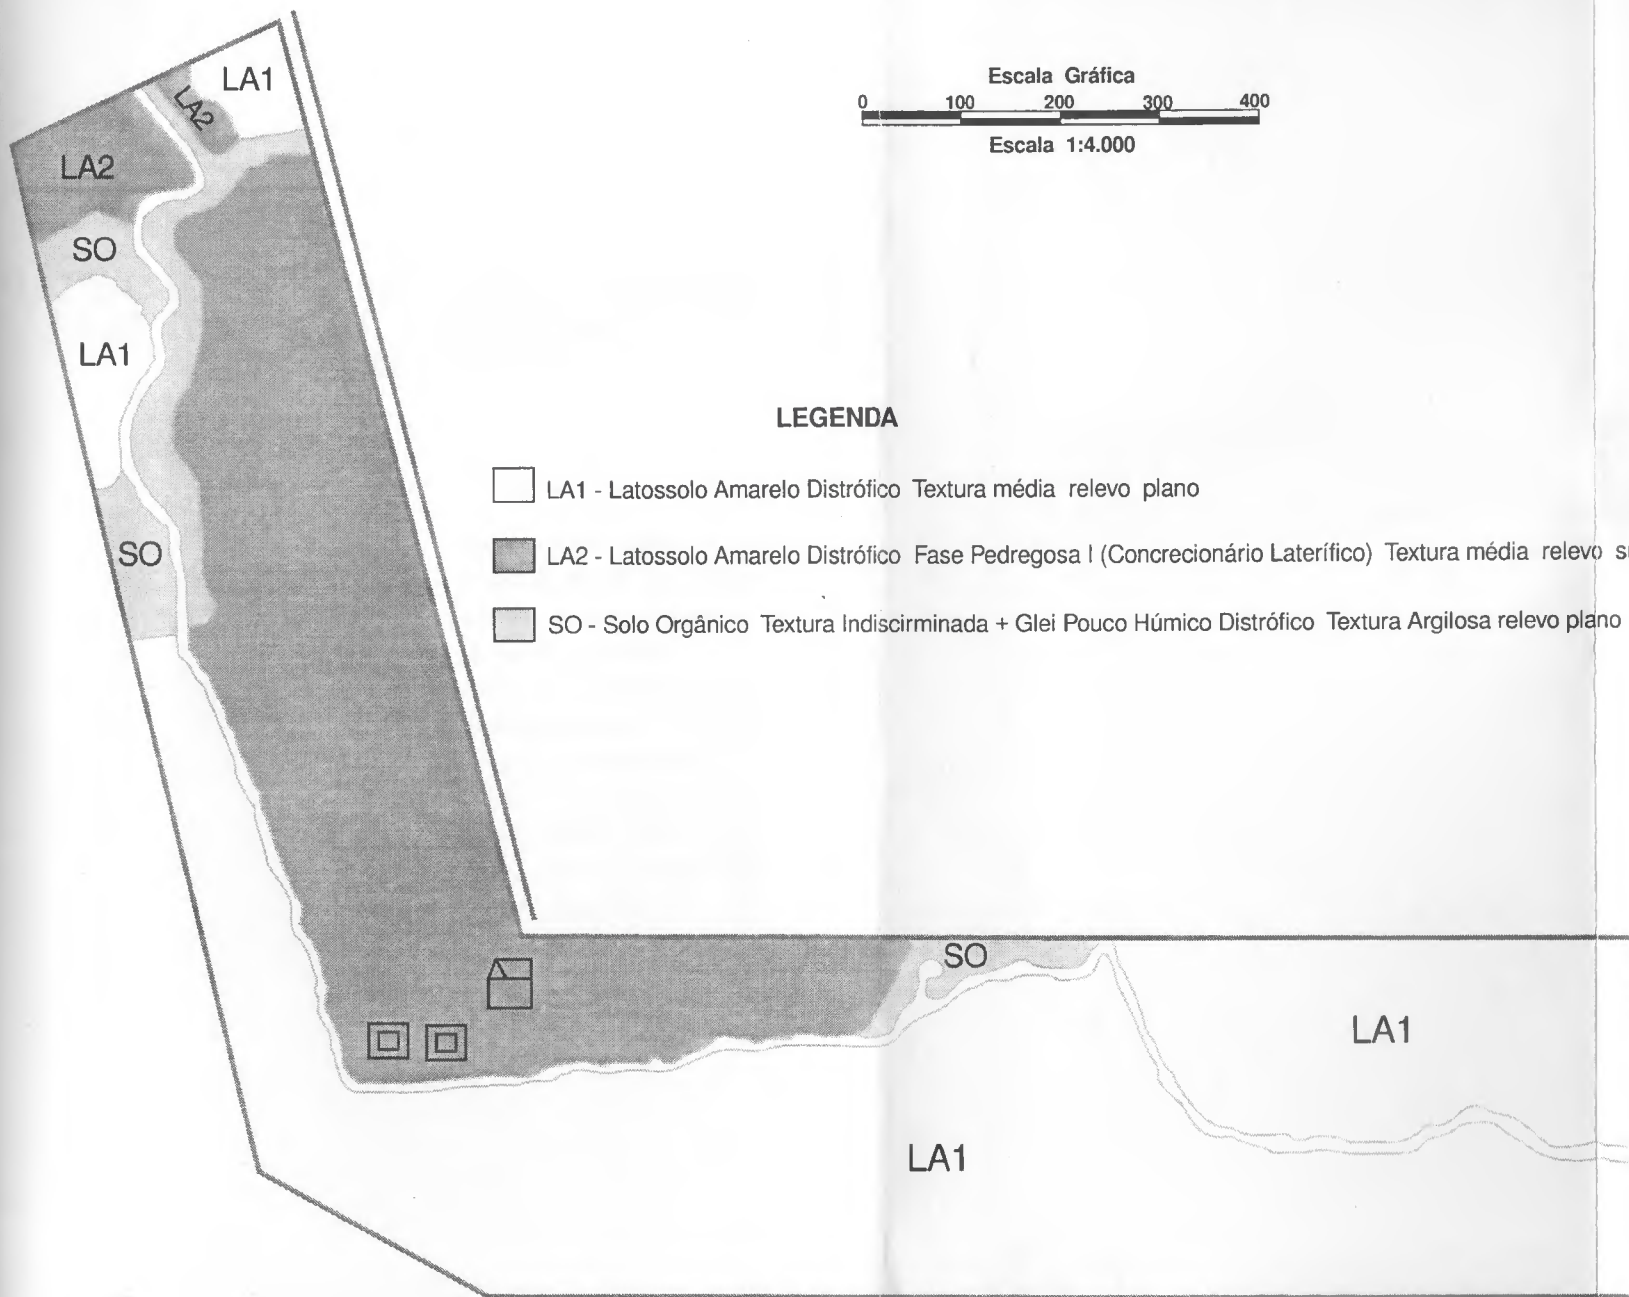 LA1
LA2
LA2
SO
LA1
SO
Escala Gráfica
0 100 200 300 400
Escala 1:4.000
LEGENDA
LA1 - Latossolo Amarelo Distrófico Textura média relevo plano
LA2 - Latossolo Amarelo Distrófico Fase Pedregosa I (Concrecionário Laterífico) Textura média relevo
SO - Solo Orgânico Textura Indiscirminada + Glei Pouco Húmico Distrófico Textura Argilosa relevo plano
SO
LA1
LA1